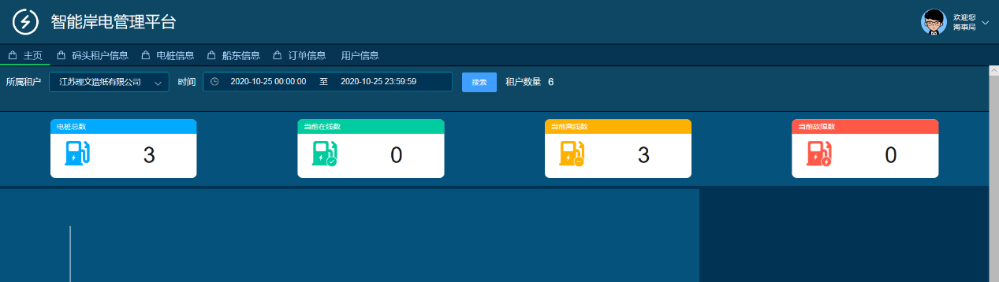 智能岸电管理平台
欢迎您
海事局
主页 码头租户信息 电桩信息 船东信息 订单信息 用户信息
所属租户 江苏理文造纸有限公司 时间 2020-10-25 00:00:00 至 2020-10-25 23:59:59 搜索 租户数量 6
电桩总数 当前在线数 当前离线数 当前故障数
3 0 3 0